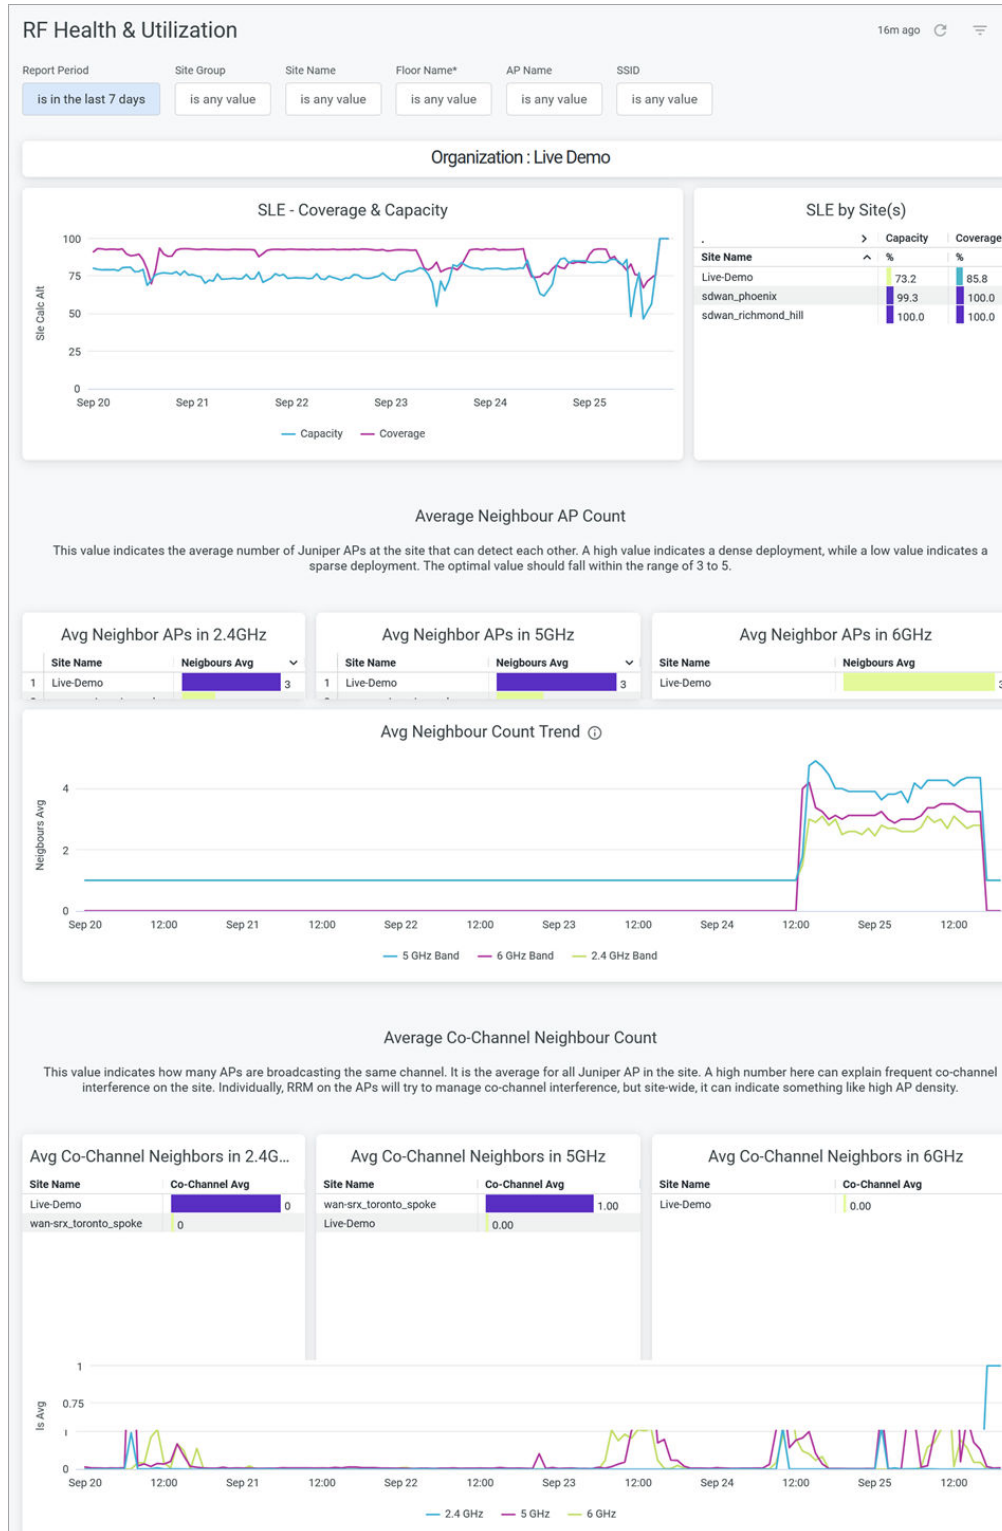 RF Health & Utilization
16m ago
Report Period Site Group Site Name Floor Name* AP Name SSID
is in the last 7 days is any value is any value is any value is any value is any value
Organization : Live Demo
SLE - Coverage & Capacity
100
75
50
25
0
Sle Calc Alt
Sep 20 Sep 21 Sep 22 Sep 23 Sep 24 Sep 25
Capacity Coverage
SLE by Site(s)
. Capacity Coverage
Site Name % %
Live-Demo 73.2 85.8
sdwan_phoenix 99.3 100.0
sdwan_richmond_hill 100.0 100.0
Average Neighbour AP Count
This value indicates the average number of Juniper APs at the site that can detect each other. A high value indicates a dense deployment, while a low value indicates a
sparse deployment. The optimal value should fall within the range of 3 to 5.
Avg Neighbor APs in 2.4GHz
Site Name Neigbours Avg
1 Live-Demo 3
Avg Neighbor APs in 5GHz
Site Name Neigbours Avg
1 Live-Demo 3
Avg Neighbor APs in 6GHz
Site Name Neigbours Avg
Live-Demo 3
Avg Neighbour Count Trend
4
2
0
Neigbours Avg
Sep 20 12:00 Sep 21 12:00 Sep 22 12:00 Sep 23 12:00 Sep 24 12:00 Sep 25 12:00
5 GHz Band 6 GHz Band 2.4 GHz Band
Average Co-Channel Neighbour Count
This value indicates how many APs are broadcasting the same channel. It is the average for all Juniper AP in the site. A high number here can explain frequent co-channel
interference on the site. Individually, RRM on the APs will try to manage co-channel interference, but site-wide, it can indicate something like high AP density.
Avg Co-Channel Neighbors in 2.4G...
Site Name Co-Channel Avg
Live-Demo 0
wan-srx_toronto_spoke 0
Avg Co-Channel Neighbors in 5GHz
Site Name Co-Channel Avg
wan-srx_toronto_spoke 1.00
Live-Demo 0.00
Avg Co-Channel Neighbors in 6GHz
Site Name Co-Channel Avg
Live-Demo 0.00
1
0.75
0
Is Avg
Sep 20 12:00 Sep 21 12:00 Sep 22 12:00 Sep 23 12:00 Sep 24 12:00 Sep 25 12:00
2.4 GHz 5 GHz 6 GHz